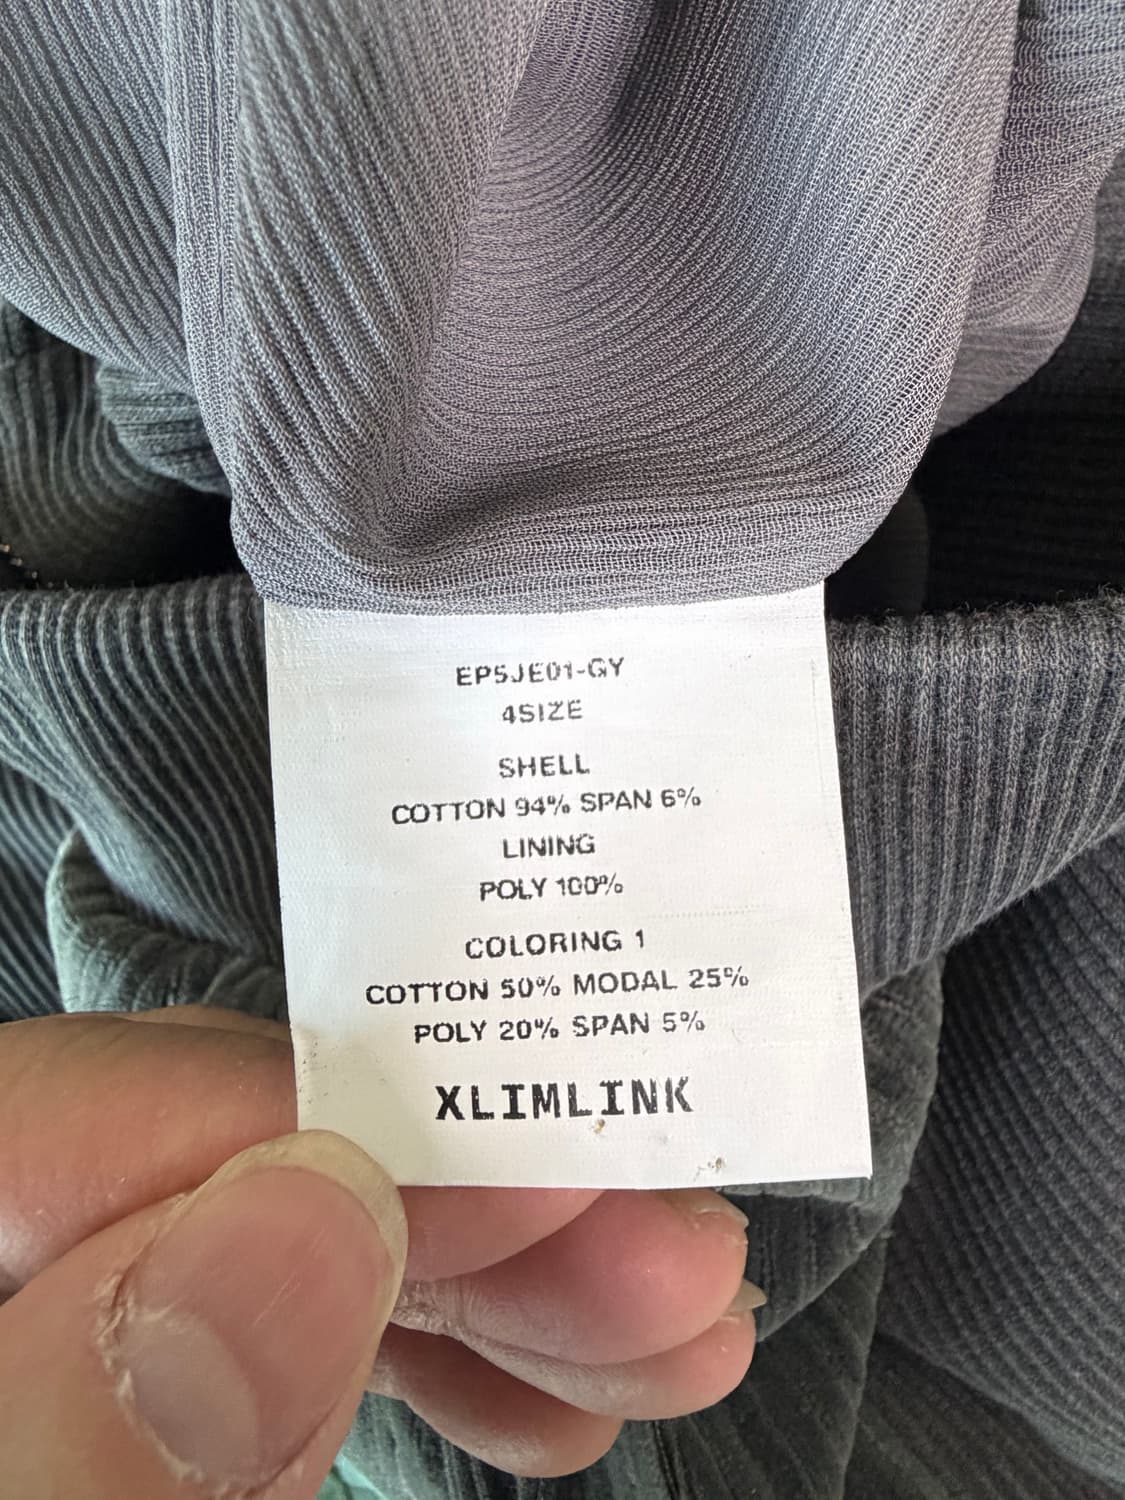 EP5JE01-GY
4SIZE
SHELL
COTTON 94% SPAN 6%
LINING
POLY 100%
COLORING 1
COTTON 50% MODAL 25%
POLY 20% SPAN 5%
XLIMLINK